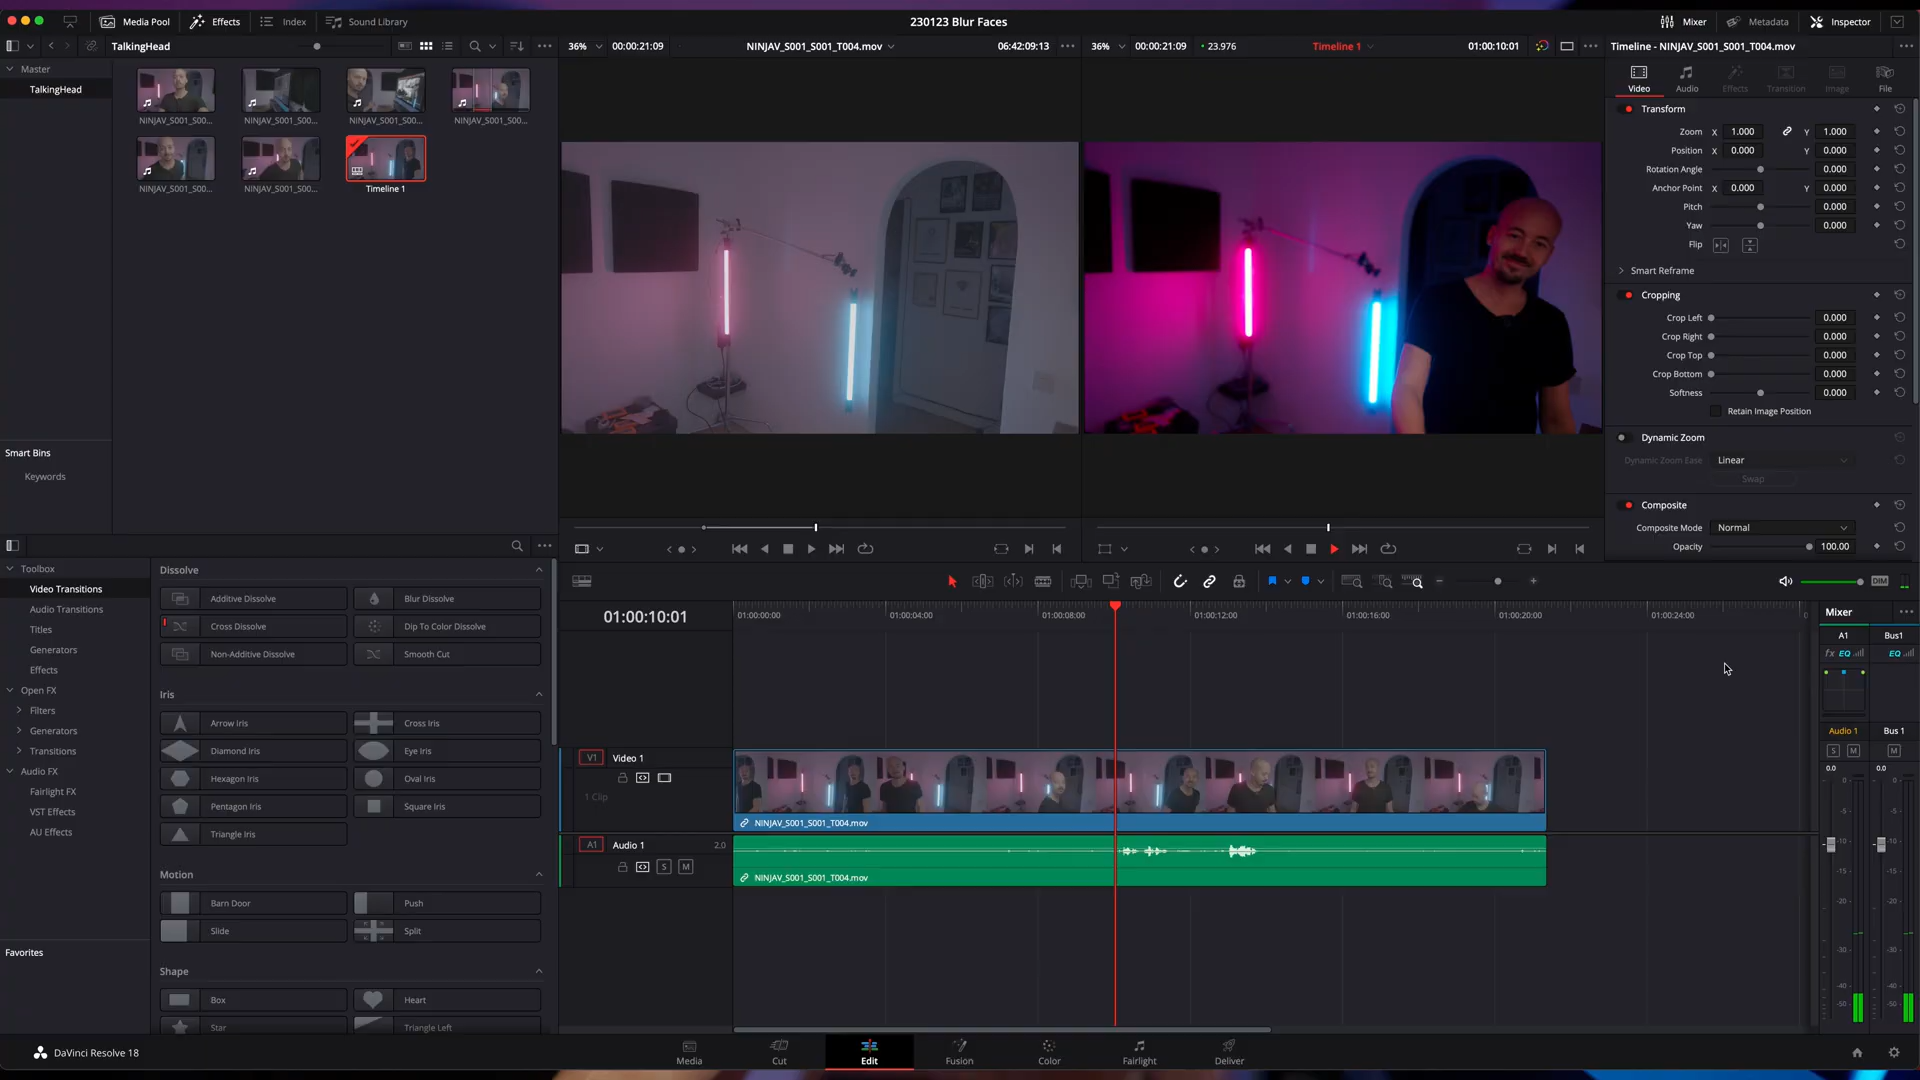 Media Pool Effects Index Sound Library 230123 Blur Faces Mixer Metadata Inspector
TalkingHead 36% 00:00:21:09 NINJAV_S001_S001_T004.mov 06:42:09:13 36% 00:00:21:09 23.976 Timeline 1 01:00:10:01 Timeline - NINJAV_S001_S001_T004.mov
Master
TalkingHead
NINJAV_S001_S00... NINJAV_S001_S00... NINJAV_S001_S00... NINJAV_S001_S00...
NINJAV_S001_S00... NINJAV_S001_S00... Timeline 1
Video Audio Effects Transition Image File
Transform
Zoom X 1.000 Y 1.000
Position X 0.000 Y 0.000
Rotation Angle 0.000
Anchor Point X 0.000 Y 0.000
Pitch 0.000
Yaw 0.000
Flip
Smart Reframe
Cropping
Crop Left 0.000
Crop Right 0.000
Crop Top 0.000
Crop Bottom 0.000
Softness 0.000
Retain Image Position
Dynamic Zoom
Dynamic Zoom Ease Linear
Swap
Composite
Composite Mode Normal
Opacity 100.00
Smart Bins
Keywords
Toolbox
Video Transitions
Audio Transitions
Titles
Generators
Effects
Open FX
Filters
Generators
Transitions
Audio FX
Fairlight FX
VST Effects
AU Effects
Favorites
Dissolve
Additive Dissolve Blur Dissolve
Cross Dissolve Dip To Color Dissolve
Non-Additive Dissolve Smooth Cut
Iris
Arrow Iris Cross Iris
Diamond Iris Eye Iris
Hexagon Iris Oval Iris
Pentagon Iris Square Iris
Triangle Iris
Motion
Barn Door Push
Slide Split
Shape
Box Heart
Star Triangle Left
DIM
01:00:10:01 01:00:00:00 01:00:04:00 01:00:08:00 01:00:12:00 01:00:16:00 01:00:20:00 01:00:24:00
V1 Video 1
1 Clip
NINJAV_S001_S001_T004.mov
A1 Audio 1 2.0
S M
NINJAV_S001_S001_T004.mov
Mixer
A1 Bus1
fx EQ EQ
Audio 1 Bus 1
S M M
0.0 0.0
0 0
-5 -5
-10 -10
-15 -15
-20 -20
-30 -30
-40 -40
-50 -50
DaVinci Resolve 18 Media Cut Edit Fusion Color Fairlight Deliver